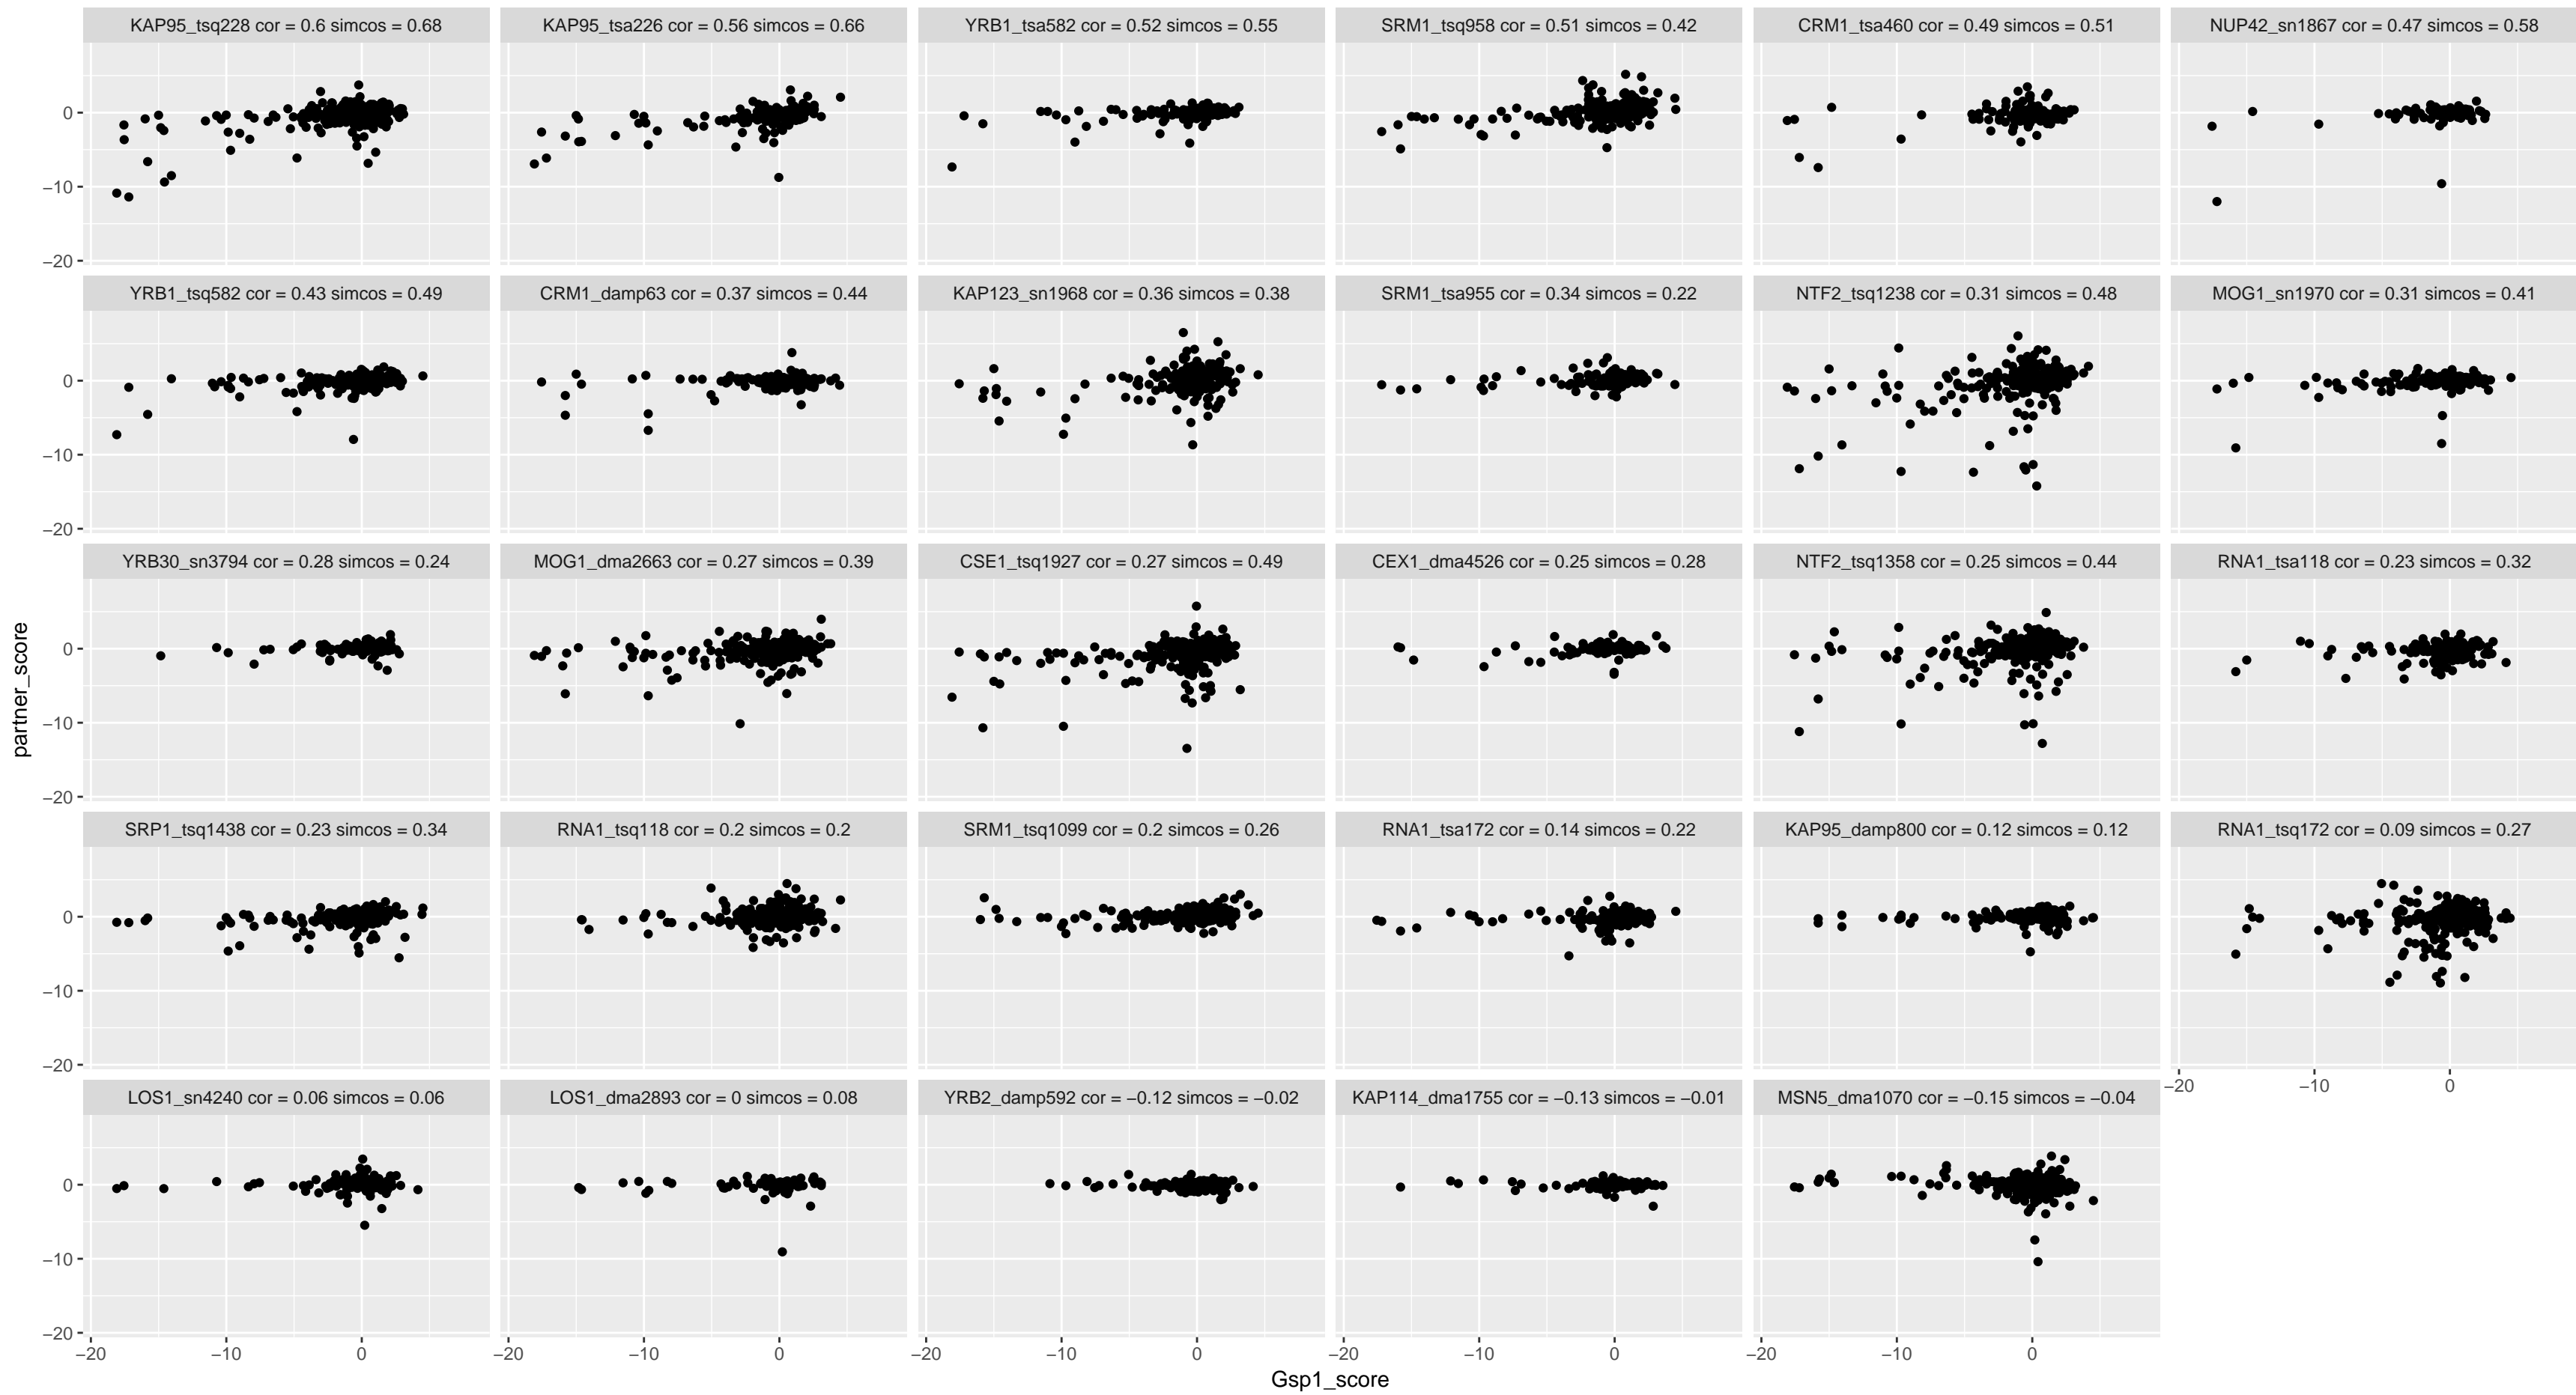 KAP95_tsq228 cor = 0.6 simcos = 0.68
KAP95_tsa226 cor = 0.56 simcos = 0.66
YRB1_tsa582 cor = 0.52 simcos = 0.55
SRM1_tsq958 cor = 0.51 simcos = 0.42
CRM1_tsa460 cor = 0.49 simcos = 0.51
NUP42_sn1867 cor = 0.47 simcos = 0.58
0
−10
−20
YRB1_tsq582 cor = 0.43 simcos = 0.49
CRM1_damp63 cor = 0.37 simcos = 0.44
KAP123_sn1968 cor = 0.36 simcos = 0.38
SRM1_tsa955 cor = 0.34 simcos = 0.22
NTF2_tsq1238 cor = 0.31 simcos = 0.48
MOG1_sn1970 cor = 0.31 simcos = 0.41
0
−10
−20
YRB30_sn3794 cor = 0.28 simcos = 0.24
MOG1_dma2663 cor = 0.27 simcos = 0.39
CSE1_tsq1927 cor = 0.27 simcos = 0.49
CEX1_dma4526 cor = 0.25 simcos = 0.28
NTF2_tsq1358 cor = 0.25 simcos = 0.44
RNA1_tsa118 cor = 0.23 simcos = 0.32
0
−10
−20
partner_score
SRP1_tsq1438 cor = 0.23 simcos = 0.34
RNA1_tsq118 cor = 0.2 simcos = 0.2
SRM1_tsq1099 cor = 0.2 simcos = 0.26
RNA1_tsa172 cor = 0.14 simcos = 0.22
KAP95_damp800 cor = 0.12 simcos = 0.12
RNA1_tsq172 cor = 0.09 simcos = 0.27
0
−10
−20
−20 −10 0
LOS1_sn4240 cor = 0.06 simcos = 0.06
LOS1_dma2893 cor = 0 simcos = 0.08
YRB2_damp592 cor = −0.12 simcos = −0.02
KAP114_dma1755 cor = −0.13 simcos = −0.01
MSN5_dma1070 cor = −0.15 simcos = −0.04
0
−10
−20
−20 −10 0 −20 −10 0 −20 −10 0 −20 −10 0 −20 −10 0
Gsp1_score